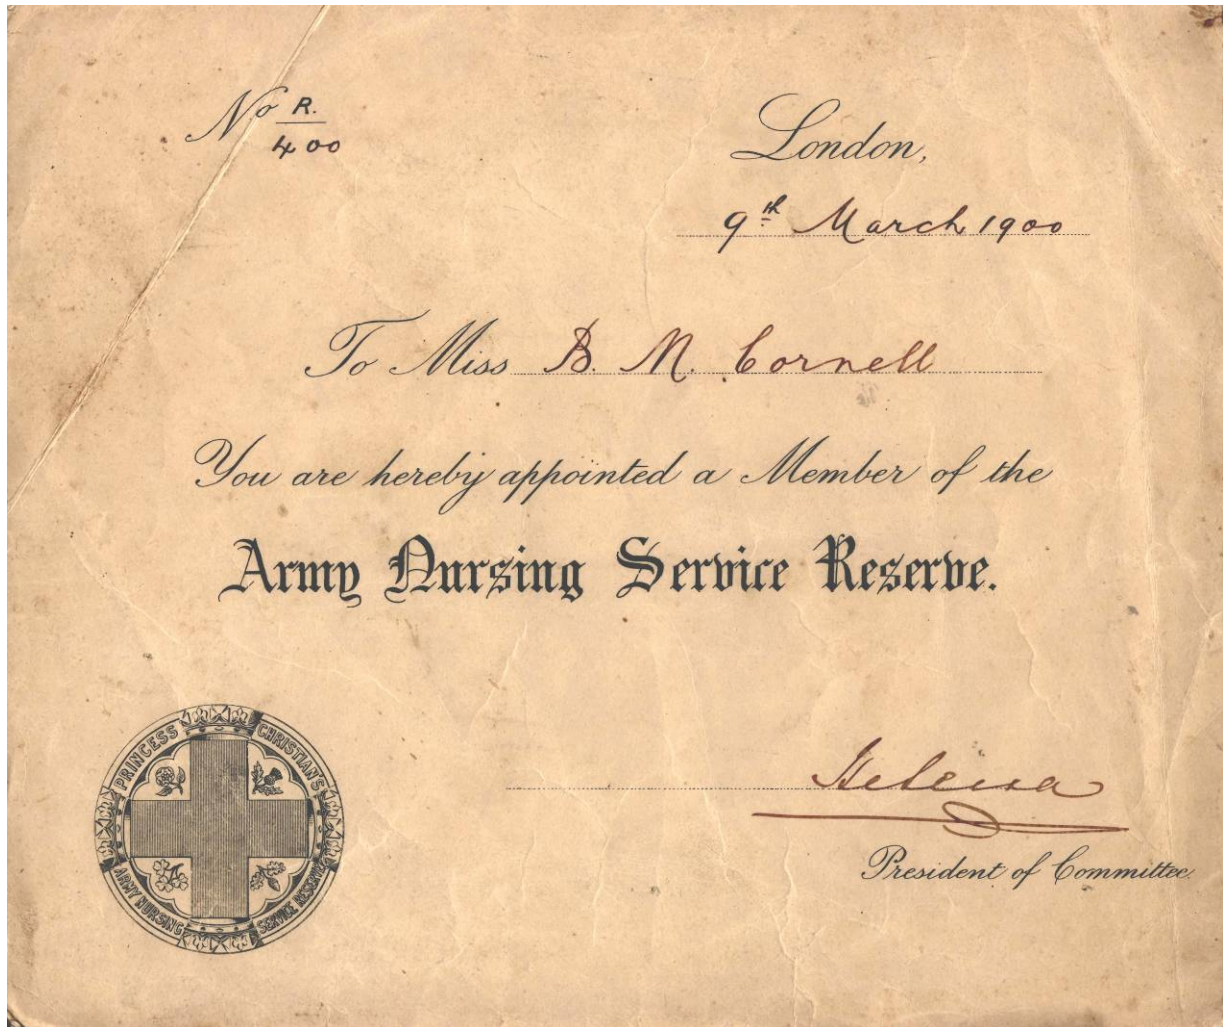 No R.
400
London,
9th March 1900
To Miss B. M. Cornell
You are hereby appointed a Member of the
Army Nursing Service Reserve.
Helena
President of Committee.
PRINCESS CHRISTIAN'S
ARMY NURSING SERVICE RESERVE